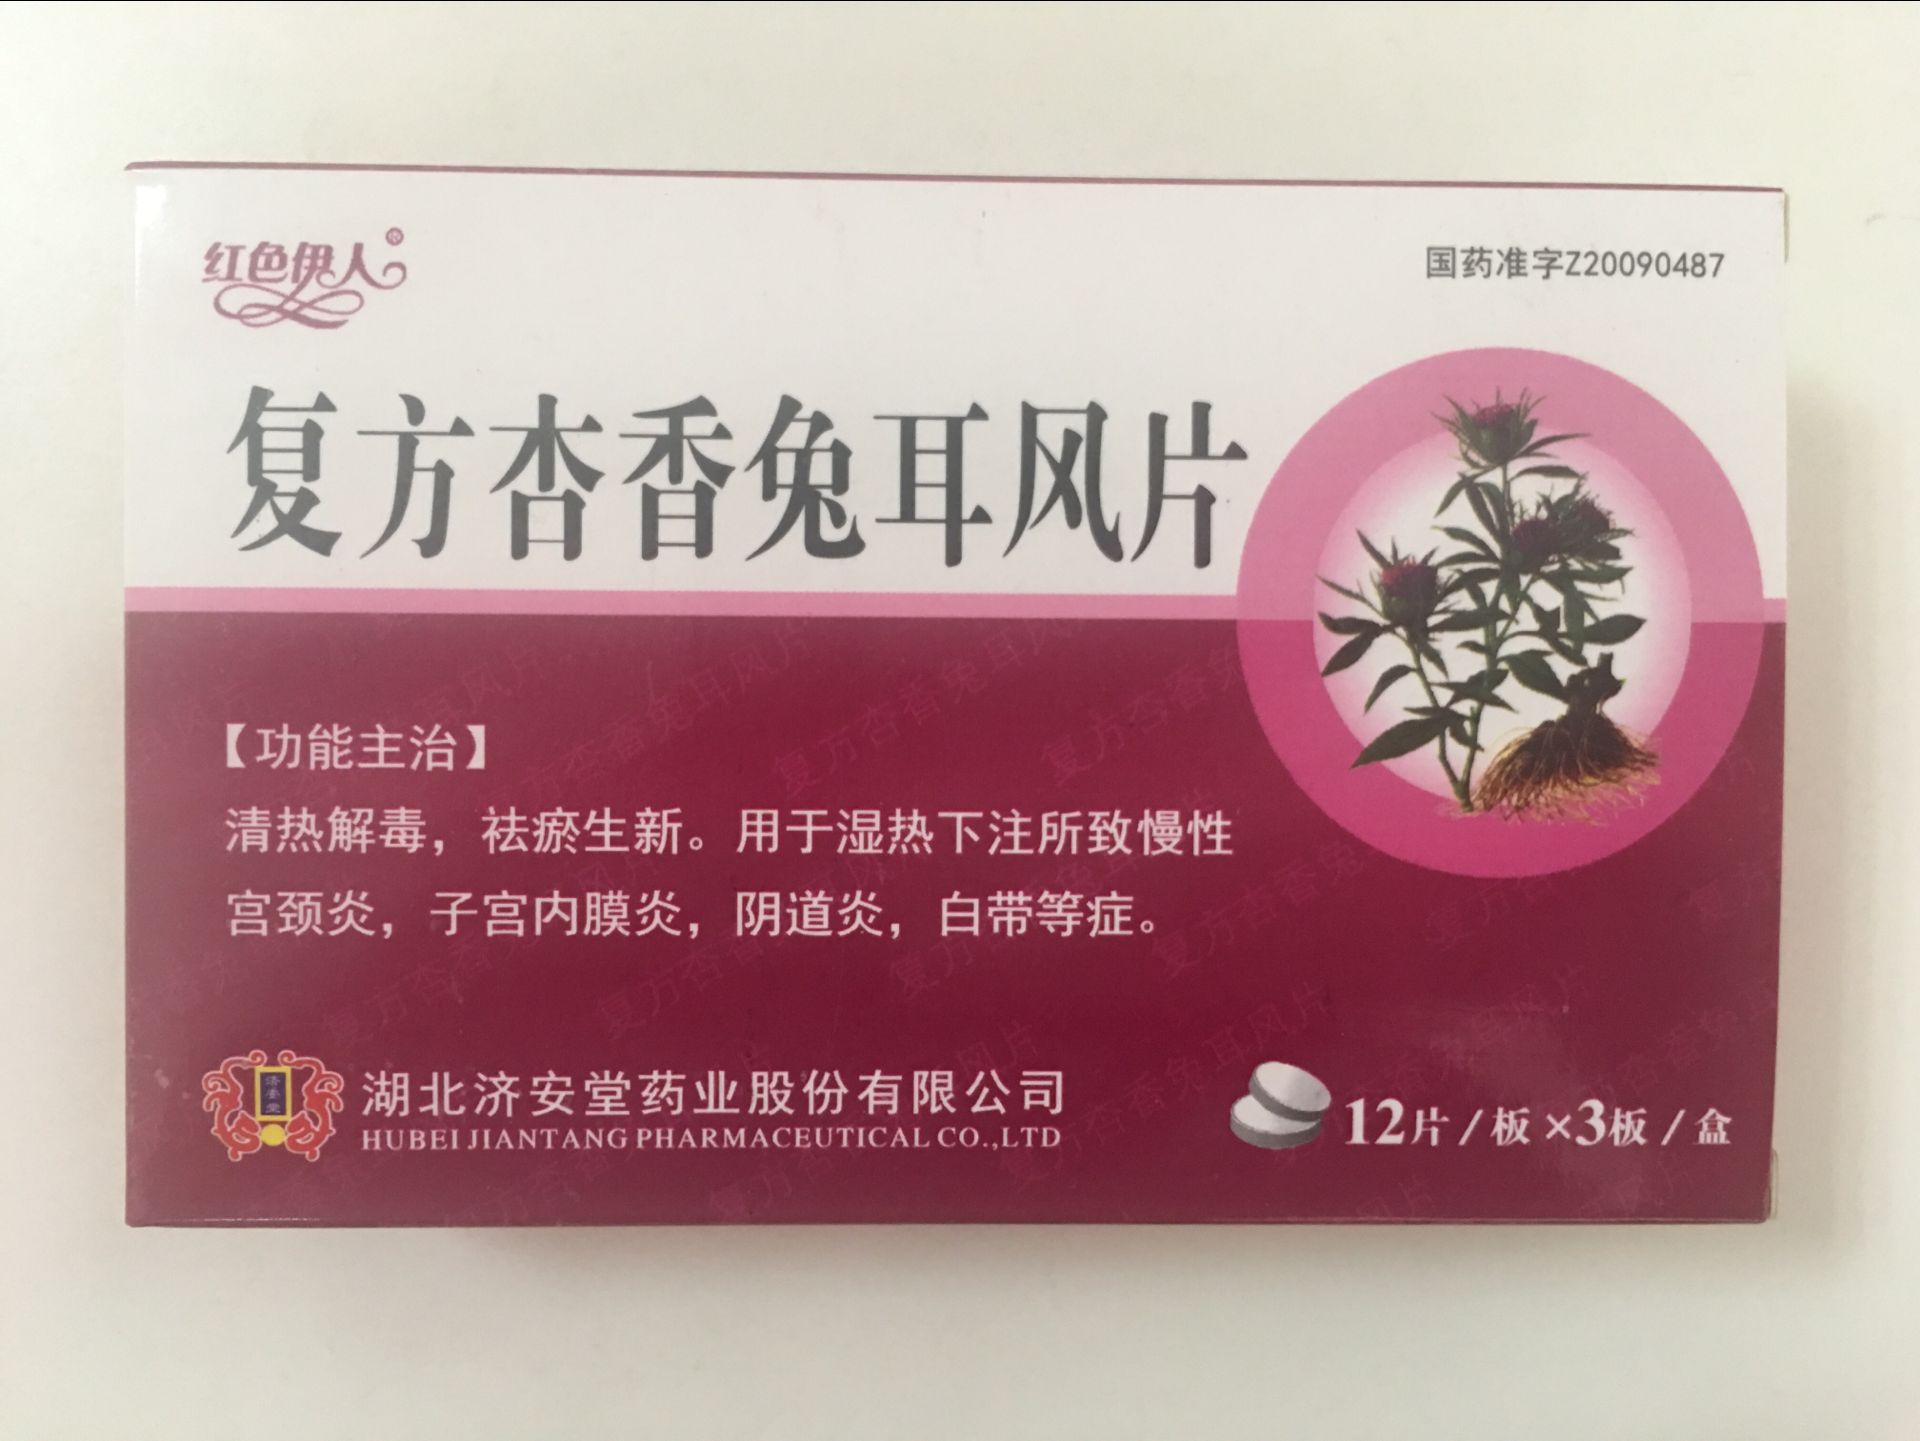 红色伊人®
国药准字Z20090487
复方杏香兔耳风片
【功能主治】
清热解毒，祛瘀生新。用于湿热下注所致慢性
宫颈炎，子宫内膜炎，阴道炎，白带等症。
济安堂
湖北济安堂药业股份有限公司
HUBEI JIANTANG PHARMACEUTICAL CO.,LTD
12片/板×3板/盒